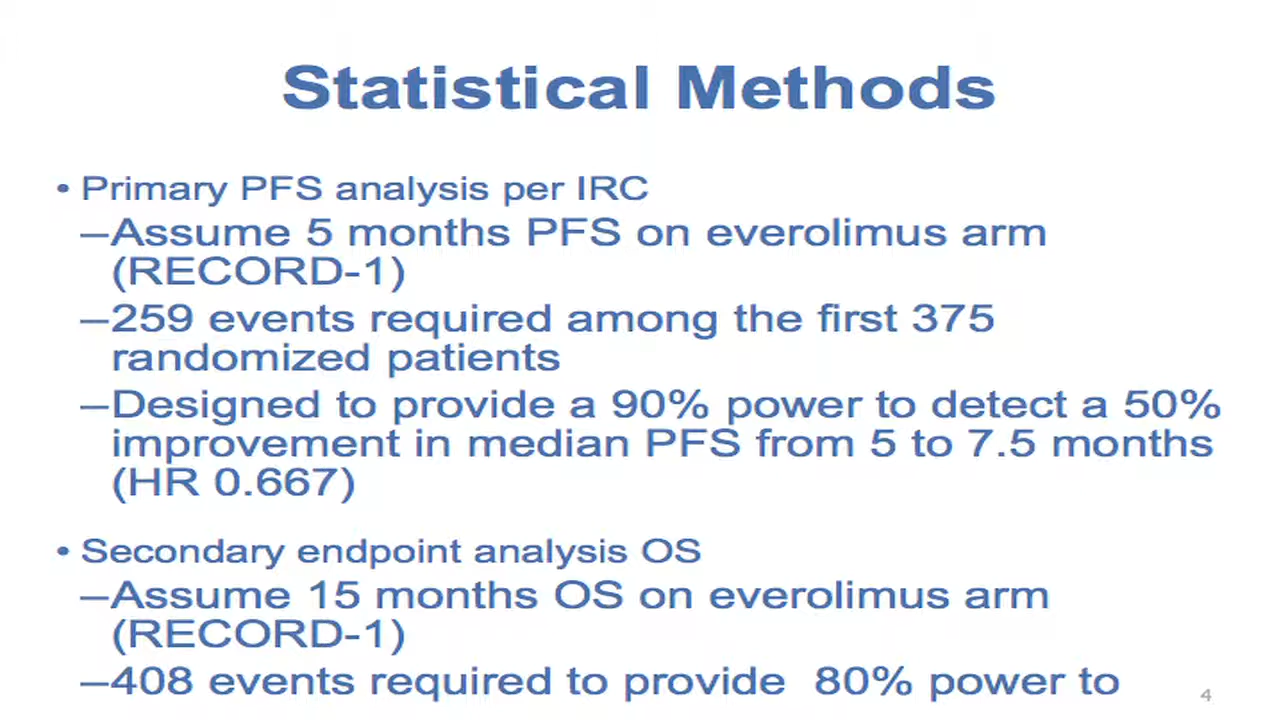 Statistical Methods
• Primary PFS analysis per IRC
–Assume 5 months PFS on everolimus arm
(RECORD-1)
–259 events required among the first 375
randomized patients
–Designed to provide a 90% power to detect a 50%
improvement in median PFS from 5 to 7.5 months
(HR 0.667)
• Secondary endpoint analysis OS
–Assume 15 months OS on everolimus arm
(RECORD-1)
–408 events required to provide  80% power to
4